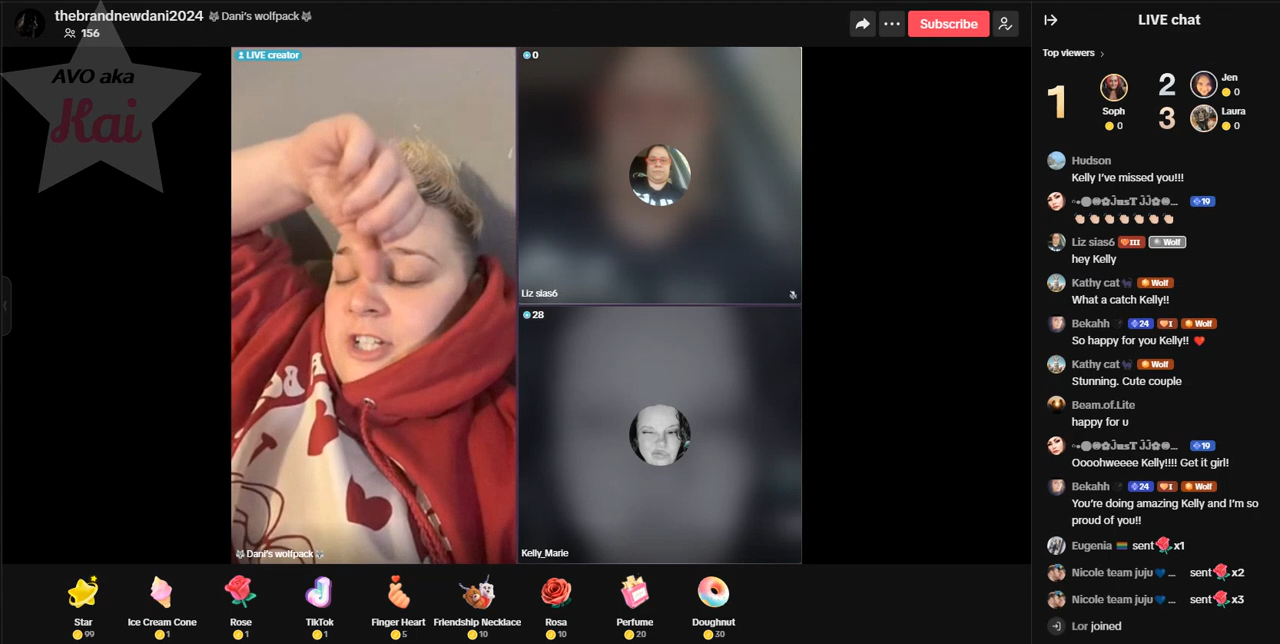 thebrandnewdani2024 🐺Dani's wolfpack🐺
156
Subscribe
AVO aka
Kai
LIVE creator
0
Liz sias6
28
🐺Dani's wolfpack🐺
Kelly_Marie
Star
99
Ice Cream Cone
1
Rose
1
TikTok
1
Finger Heart
5
Friendship Necklace
10
Rosa
10
Perfume
20
Doughnut
30
LIVE chat
Top viewers
1
Soph
0
2
Jen
0
3
Laura
0
Hudson
Kelly I've missed you!!!
19
👏🏻👏🏻👏🏻👏🏻👏🏻👏🏻👏🏻
Liz sias6 III Wolf
hey Kelly
Kathy cat🐈‍⬛ Wolf
What a catch Kelly!!
Bekahh 24 I Wolf
So happy for you Kelly!! ❤️
Kathy cat🐈‍⬛ Wolf
Stunning. Cute couple
Beam.of.Lite
happy for u
19
Ooohweeee Kelly!!!! Get it girl!
Bekahh 24 I Wolf
You're doing amazing Kelly and I'm so
proud of you!!
Eugenia 🏳️‍🌈 sent x1
Nicole team juju💙... sent x2
Nicole team juju💙... sent x3
Lor joined